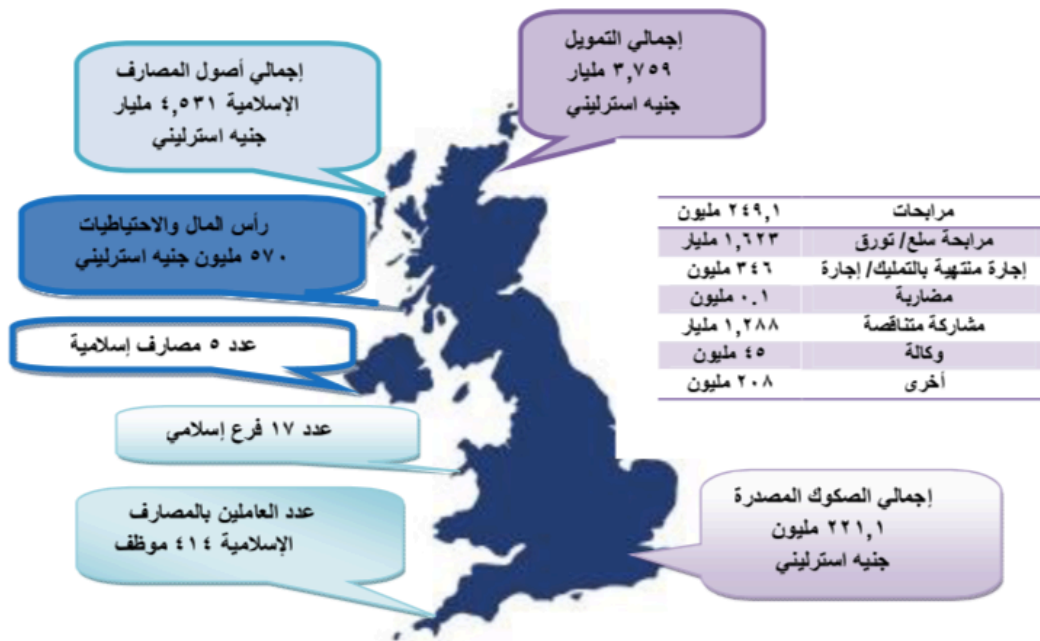 إجمالي التمويل
٣,٧٥٩ مليار
جنيه استرليني
إجمالي أصول المصارف
الإسلامية ٤,٥٣١ مليار
جنيه استرليني
رأس المال والاحتياطيات
٥٧٠ مليون جنيه استرليني
عدد ٥ مصارف إسلامية
عدد ١٧ فرع إسلامي
عدد العاملين بالمصارف
الإسلامية ٤١٤ موظف
مرابحات ٢٤٩,١ مليون
مرابحة سلع/ تورق ١,٦٢٣ مليار
إجارة منتهية بالتمليك/ إجارة ٣٤٦ مليون
مضاربة ٠.١ مليون
مشاركة متناقصة ١,٢٨٨ مليار
وكالة ٤٥ مليون
أخرى ٢٠٨ مليون
إجمالي الصكوك المصدرة
٢٢١,١ مليون
جنيه استرليني